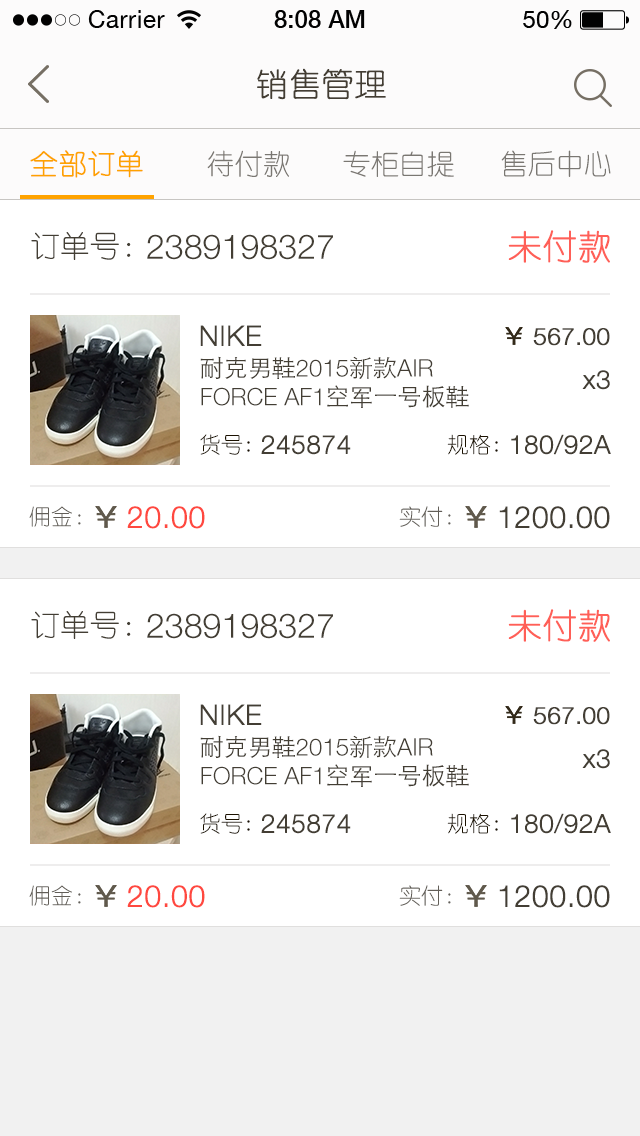 Carrier 8:08 AM 50%
销售管理
全部订单 待付款 专柜自提 售后中心
订单号：2389198327 未付款
NIKE ¥ 567.00
耐克男鞋2015新款AIR
FORCE AF1空军一号板鞋 x3
货号：245874 规格：180/92A
佣金：¥ 20.00 实付：¥ 1200.00
订单号：2389198327 未付款
NIKE ¥ 567.00
耐克男鞋2015新款AIR
FORCE AF1空军一号板鞋 x3
货号：245874 规格：180/92A
佣金：¥ 20.00 实付：¥ 1200.00